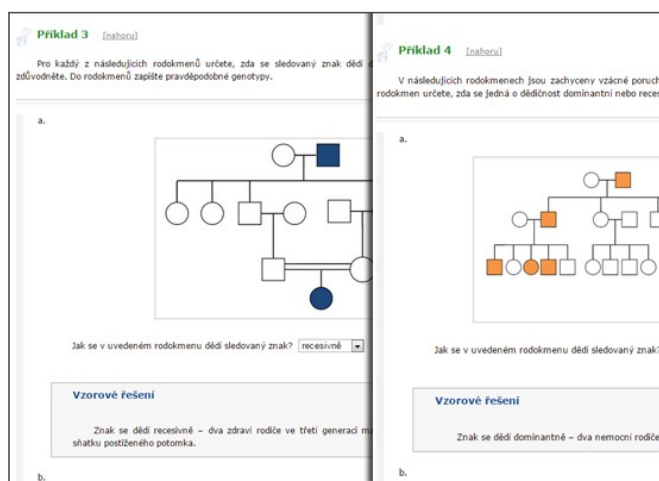 Příklad 3 [nahoru]
Pro každý z následujících rodokmenů určete, zda se sledovaný znak dědí
zdůvodněte. Do rodokmenů zapište pravděpodobné genotypy.
a.
Jak se v uvedeném rodokmenu dědí sledovaný znak? recesivně
Vzorové řešení
Znak se dědí recesivně – dva zdraví rodiče ve třetí generaci
sňatku postiženého potomka.
b.
Příklad 4 [nahoru]
V následujících rodokmenech jsou zachyceny vzácné poruch
rodokmen určete, zda se jedná o dědičnost dominantní nebo reces
a.
Jak se v uvedeném rodokmenu dědí sledovaný znak?
Vzorové řešení
Znak se dědí dominantně – dva nemocní rodiče
b.